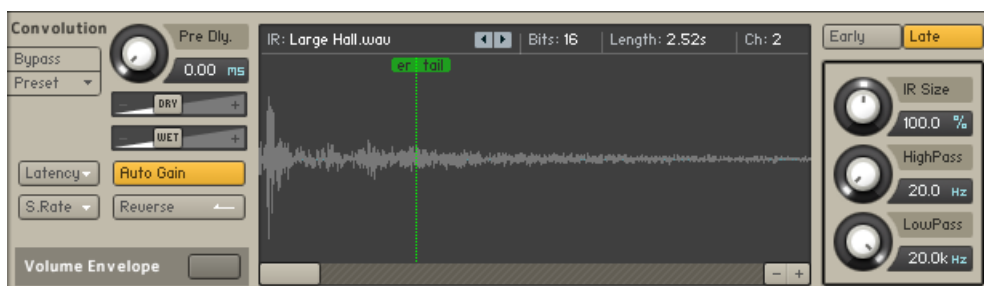 Convolution
Pre Dly.
Bypass
0.00 ms
Preset
- DRY +
- WET +
Latency
Auto Gain
S.Rate
Reverse
Volume Envelope
IR: Large Hall.wav Bits: 16 Length: 2.52s Ch: 2
er tail
- +
Early Late
IR Size
100.0 %
HighPass
20.0 Hz
LowPass
20.0k Hz